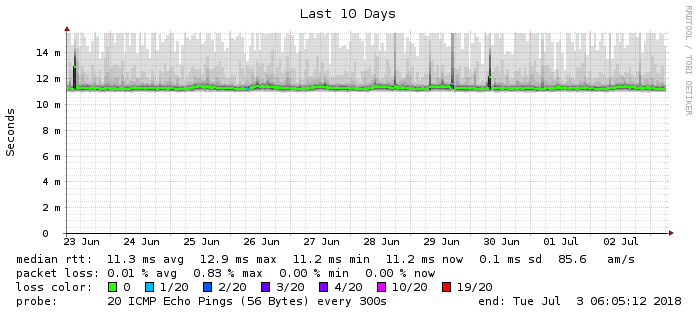 Last 10 Days
RRDTOOL / TOBI OETIKER
Seconds
14 m
12 m
10 m
8 m
6 m
4 m
2 m
0
23 Jun 24 Jun 25 Jun 26 Jun 27 Jun 28 Jun 29 Jun 30 Jun 01 Jul 02 Jul
median rtt: 11.3 ms avg 12.9 ms max 11.2 ms min 11.2 ms now 0.1 ms sd 85.6 am/s
packet loss: 0.01 % avg 0.83 % max 0.00 % min 0.00 % now
loss color: 0 1/20 2/20 3/20 4/20 10/20 19/20
probe: 20 ICMP Echo Pings (56 Bytes) every 300s end: Tue Jul 3 06:05:12 2018